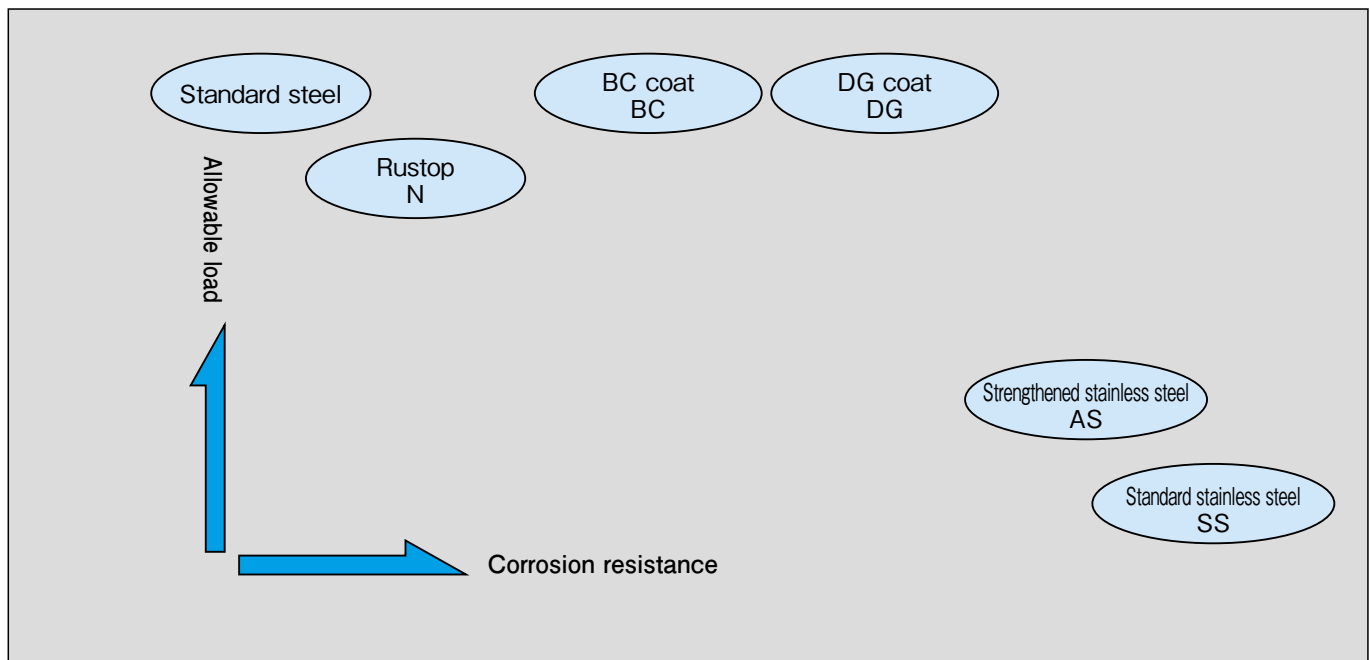 Standard steel
BC coat
BC
DG coat
DG
Rustop
N
Allowable load
Strengthened stainless steel
AS
Standard stainless steel
SS
Corrosion resistance